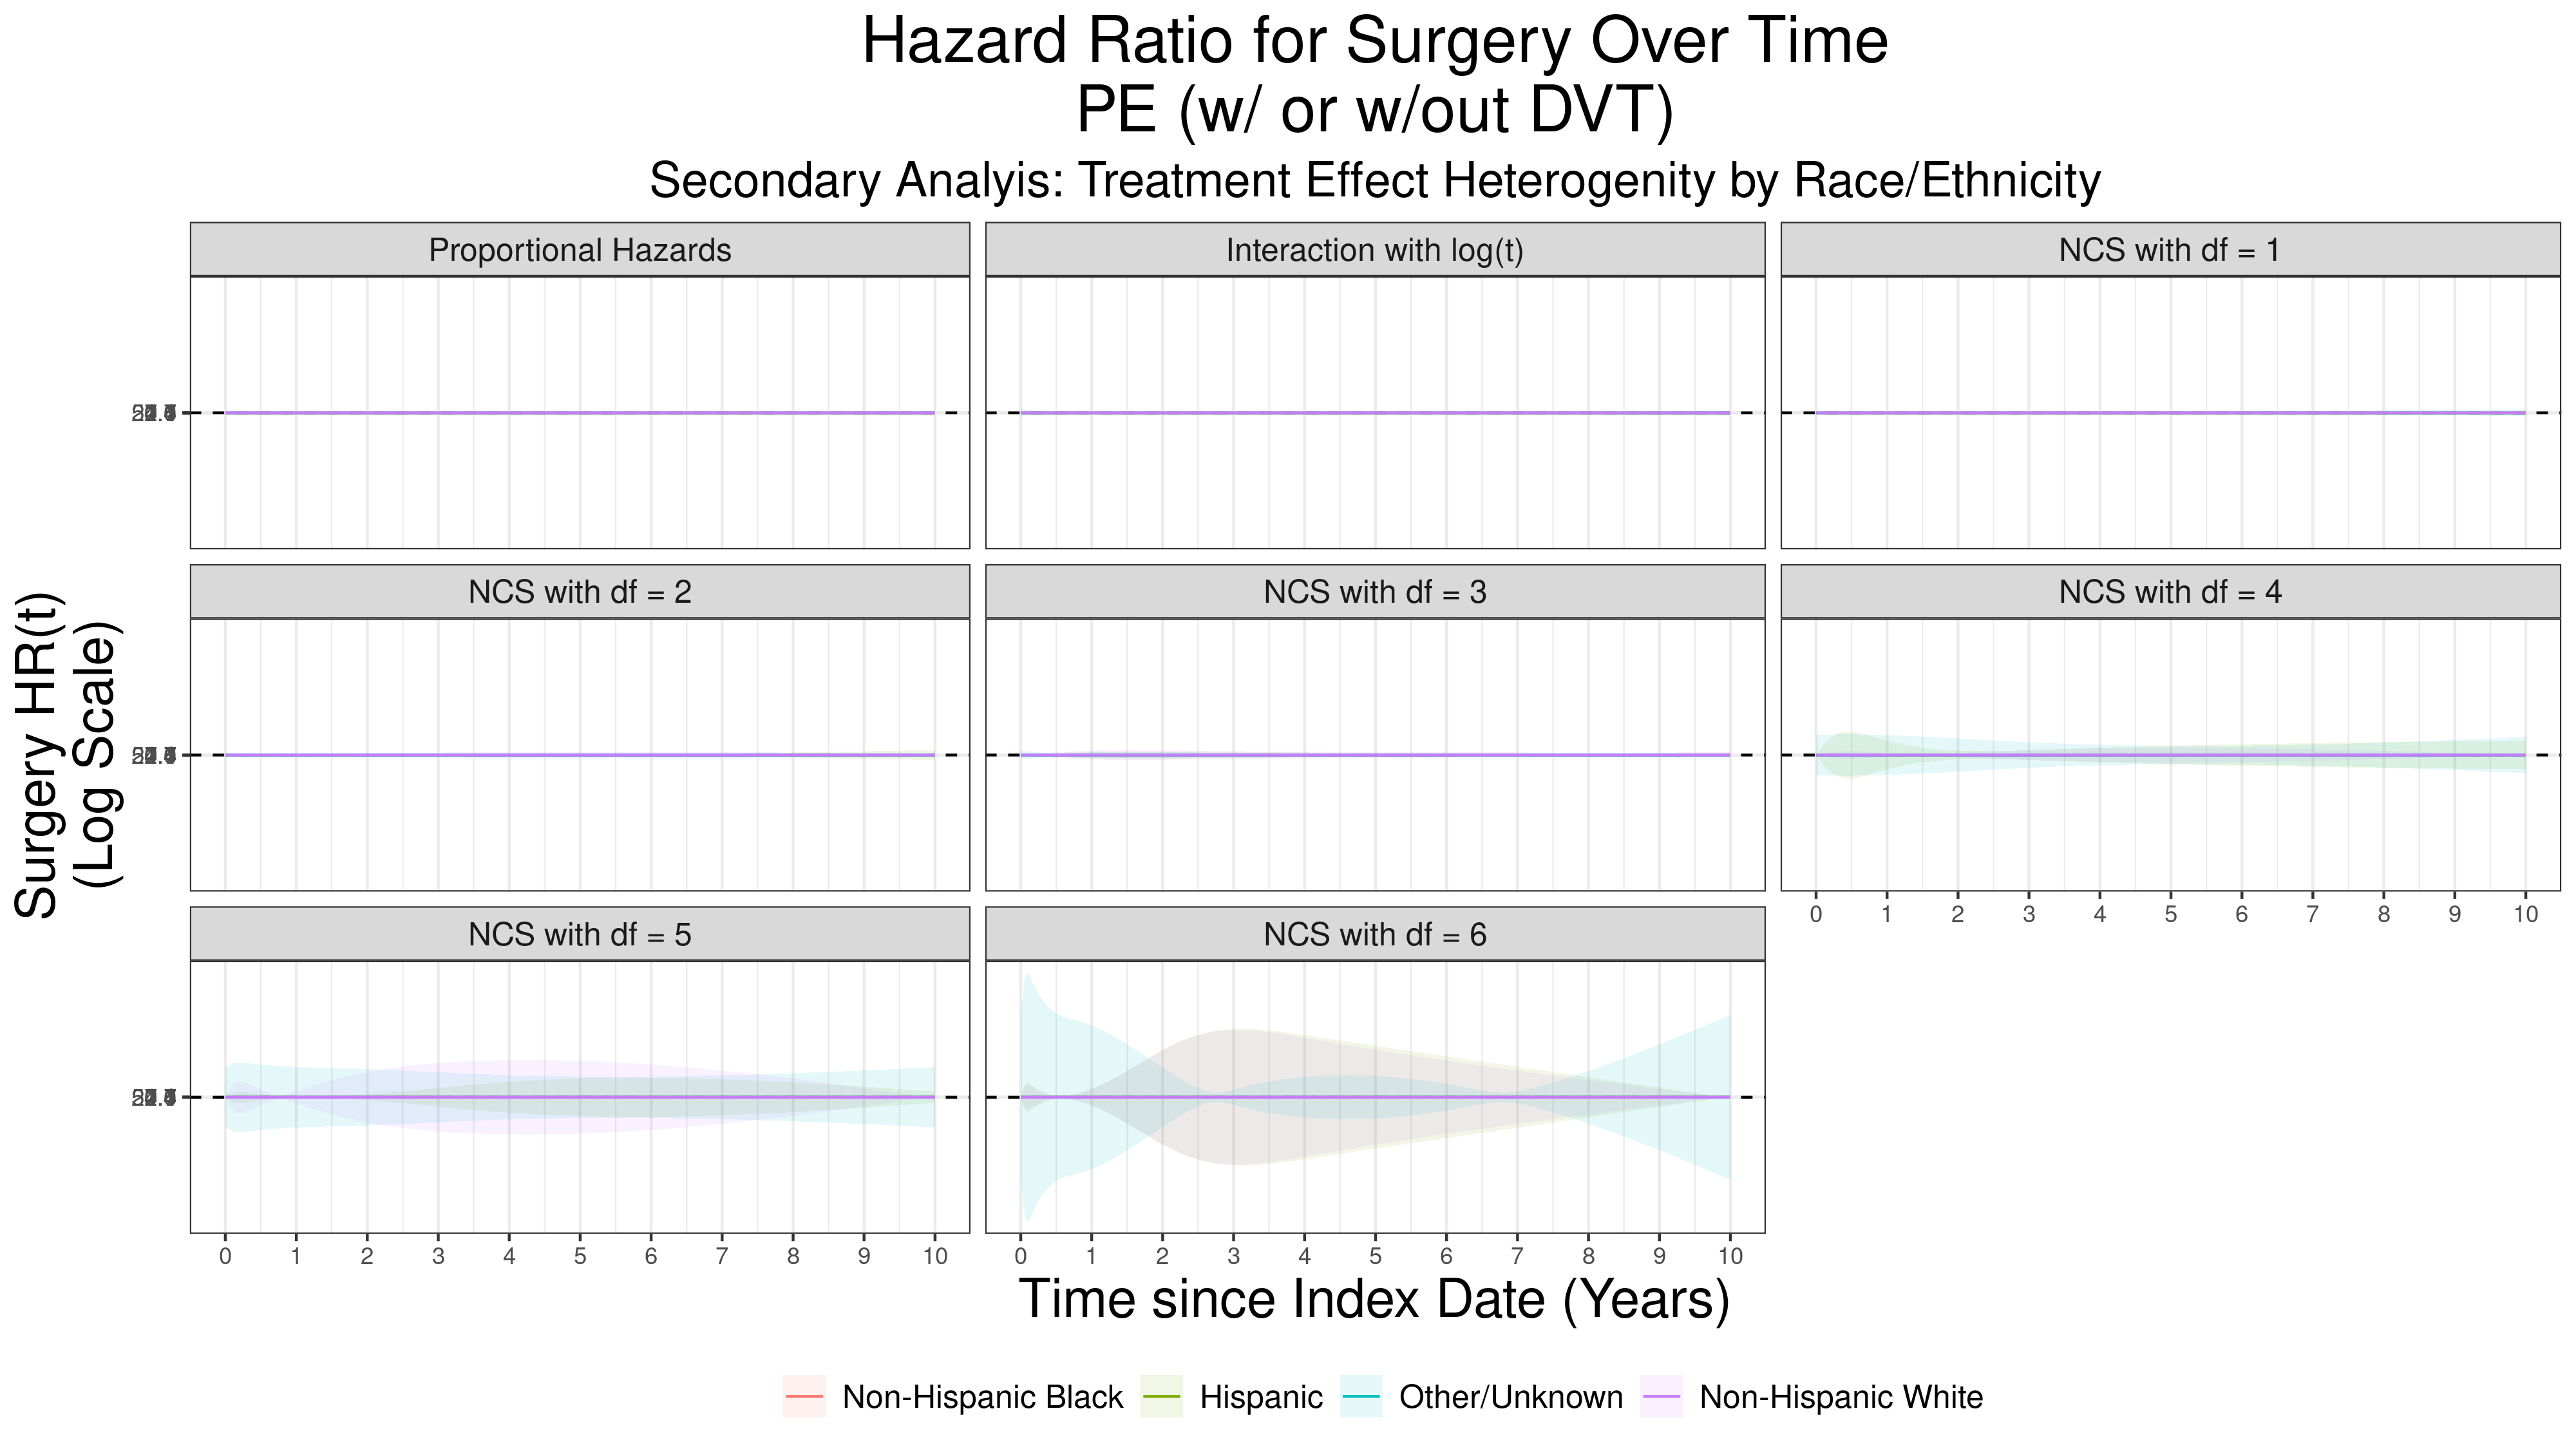 Hazard Ratio for Surgery Over Time
PE (w/ or w/out DVT)
Secondary Analyis: Treatment Effect Heterogenity by Race/Ethnicity
Proportional Hazards
Interaction with log(t)
NCS with df = 1
NCS with df = 2
NCS with df = 3
NCS with df = 4
0 1 2 3 4 5 6 7 8 9 10
NCS with df = 5
NCS with df = 6
0 1 2 3 4 5 6 7 8 9 10
0 1 2 3 4 5 6 7 8 9 10
Surgery HR(t)
(Log Scale)
Time since Index Date (Years)
Non-Hispanic Black
Hispanic
Other/Unknown
Non-Hispanic White